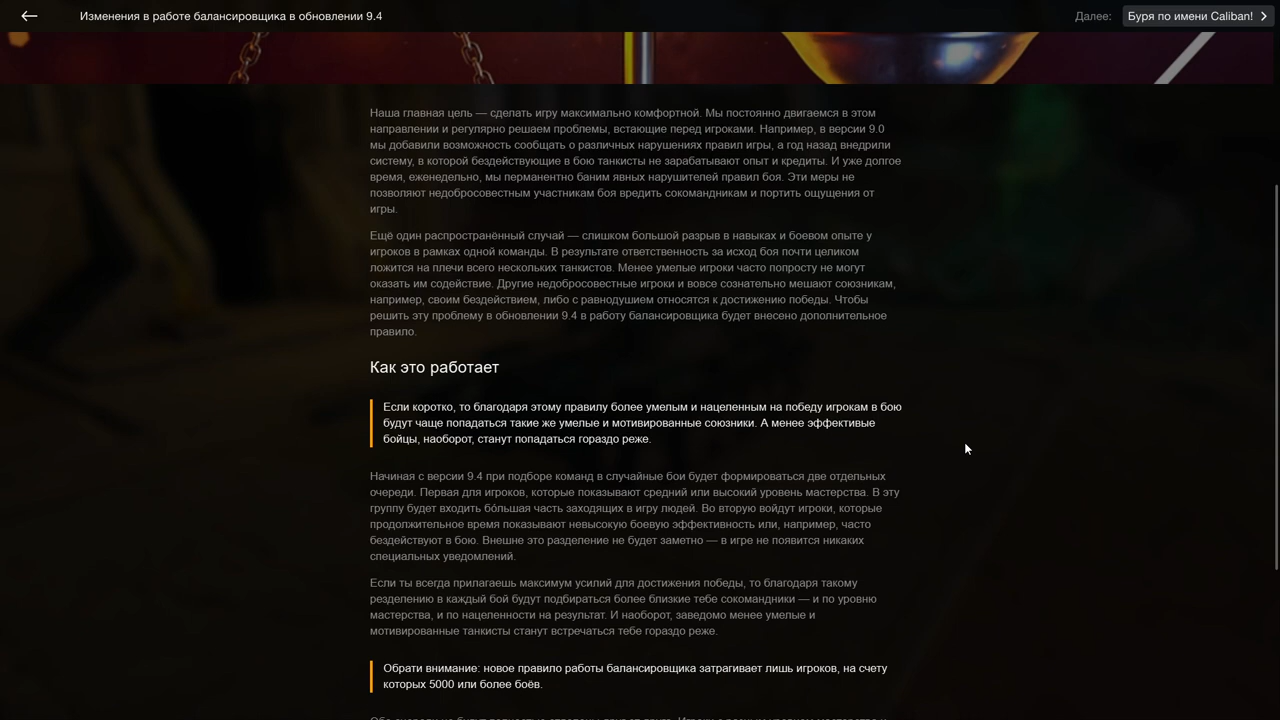 Изменения в работе балансировщика в обновлении 9.4
Далее:
Буря по имени Caliban!
Наша главная цель — сделать игру максимально комфортной. Мы постоянно двигаемся в этом
направлении и регулярно решаем проблемы, встающие перед игроками. Например, в версии 9.0
мы добавили возможность сообщать о различных нарушениях правил игры, а год назад внедрили
систему, в которой бездействующие в бою танкисты не зарабатывают опыт и кредиты. И уже долгое
время, еженедельно, мы перманентно баним явных нарушителей правил боя. Эти меры не
позволяют недобросовестным участникам боя вредить сокомандникам и портить ощущения от
игры.
Ещё один распространённый случай — слишком большой разрыв в навыках и боевом опыте у
игроков в рамках одной команды. В результате ответственность за исход боя почти целиком
ложится на плечи всего нескольких танкистов. Менее умелые игроки часто попросту не могут
оказать им содействие. Другие недобросовестные игроки и вовсе сознательно мешают союзникам,
например, своим бездействием, либо с равнодушием относятся к достижению победы. Чтобы
решить эту проблему в обновлении 9.4 в работу балансировщика будет внесено дополнительное
правило.
Как это работает
Если коротко, то благодаря этому правилу более умелым и нацеленным на победу игрокам в бою
будут чаще попадаться такие же умелые и мотивированные союзники. А менее эффективые
бойцы, наоборот, станут попадаться гораздо реже.
Начиная с версии 9.4 при подборе команд в случайные бои будет формироваться две отдельных
очереди. Первая для игроков, которые показывают средний или высокий уровень мастерства. В эту
группу будет входить бо́льшая часть заходящих в игру людей. Во вторую войдут игроки, которые
продолжительное время показывают невысокую боевую эффективность или, например, часто
бездействуют в бою. Внешне это разделение не будет заметно — в игре не появится никаких
специальных уведомлений.
Если ты всегда прилагаешь максимум усилий для достижения победы, то благодаря такому
резделению в каждый бой будут подбираться более близкие тебе сокомандники — и по уровню
мастерства, и по нацеленности на результат. И наоборот, заведомо менее умелые и
мотивированные танкисты станут встречаться тебе гораздо реже.
Обрати внимание: новое правило работы балансировщика затрагивает лишь игроков, на счету
которых 5000 или более боёв.